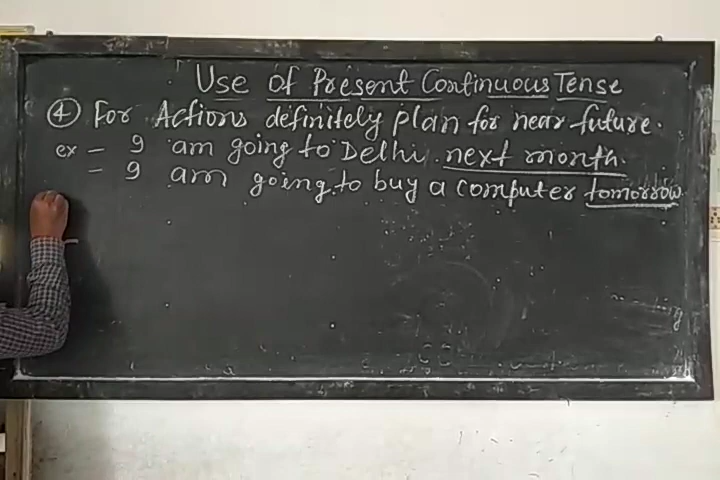 Use of Present Continuous Tense
④ For Actions definitely plan for near future.
ex - I am going to Delhi next month.
- I am going to buy a computer tomorrow